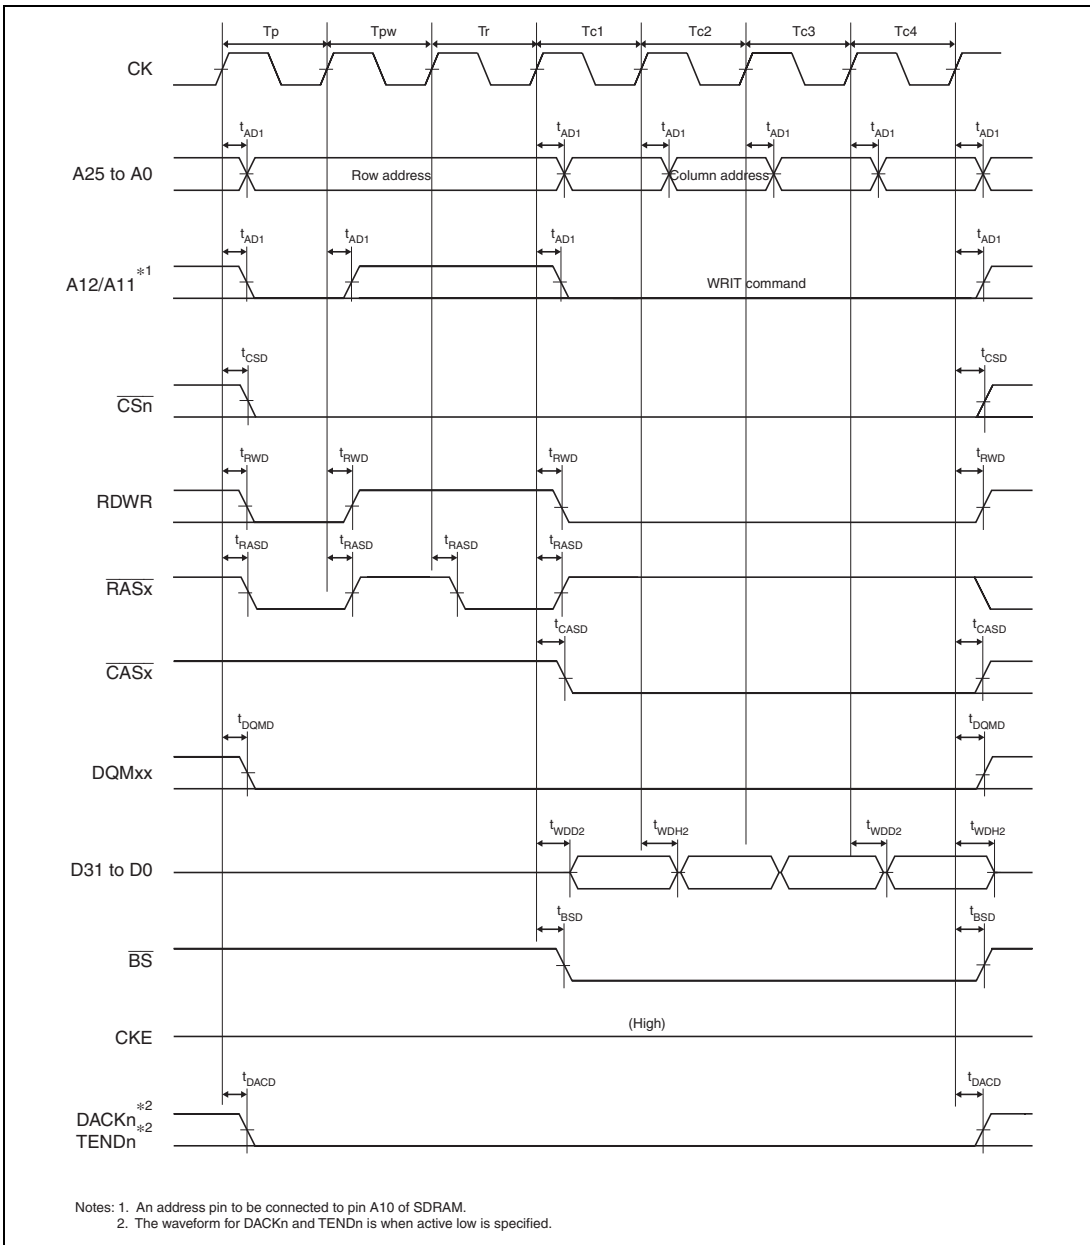 Tp Tpw Tr Tc1 Tc2 Tc3 Tc4
CK
tAD1 tAD1 tAD1 tAD1 tAD1 tAD1
A25 to A0
Row address
Column address
tAD1 tAD1 tAD1 tAD1
A12/A11*1
WRIT command
tCSD tCSD
CSn
tRWD tRWD tRWD tRWD
RDWR
tRASD tRASD tRASD tRASD
RASx
tCASD tCASD
CASx
tDQMD tDQMD
DQMxx
tWDD2 tWDH2 tWDD2 tWDH2
D31 to D0
tBSD tBSD
BS
(High)
CKE
tDACD tDACD
DACKn*2
TENDn*2
Notes: 1. An address pin to be connected to pin A10 of SDRAM.
2. The waveform for DACKn and TENDn is when active low is specified.